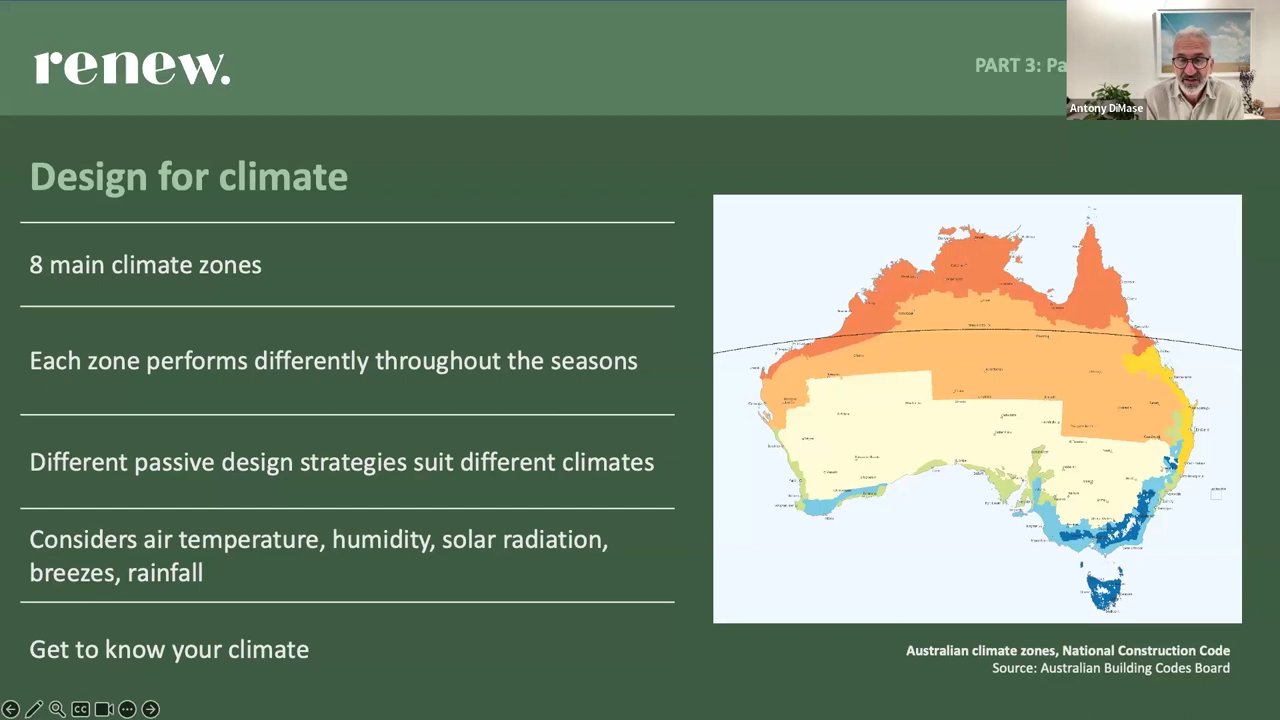 renew.
PART 3: Pa
Antony DiMase
Design for climate
8 main climate zones
Each zone performs differently throughout the seasons
Different passive design strategies suit different climates
Considers air temperature, humidity, solar radiation,
breezes, rainfall
Get to know your climate
Australian climate zones, National Construction Code
Source: Australian Building Codes Board
CC